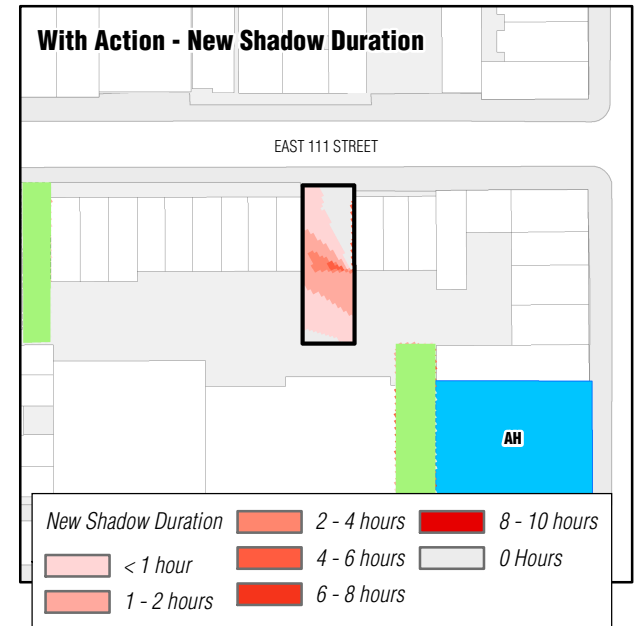 With Action - New Shadow Duration
EAST 111 STREET
AH
New Shadow Duration
< 1 hour
1 - 2 hours
2 - 4 hours
4 - 6 hours
6 - 8 hours
8 - 10 hours
0 Hours